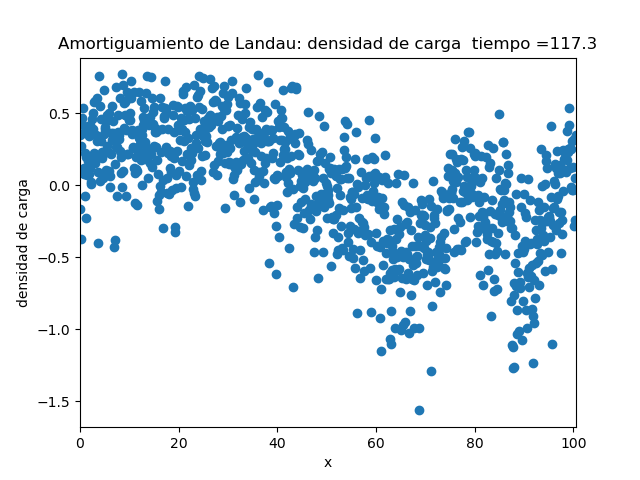 Amortiguamiento de Landau: densidad de carga  tiempo =117.3
densidad de carga
0.5
0.0
−0.5
−1.0
−1.5
0 20 40 60 80 100
x